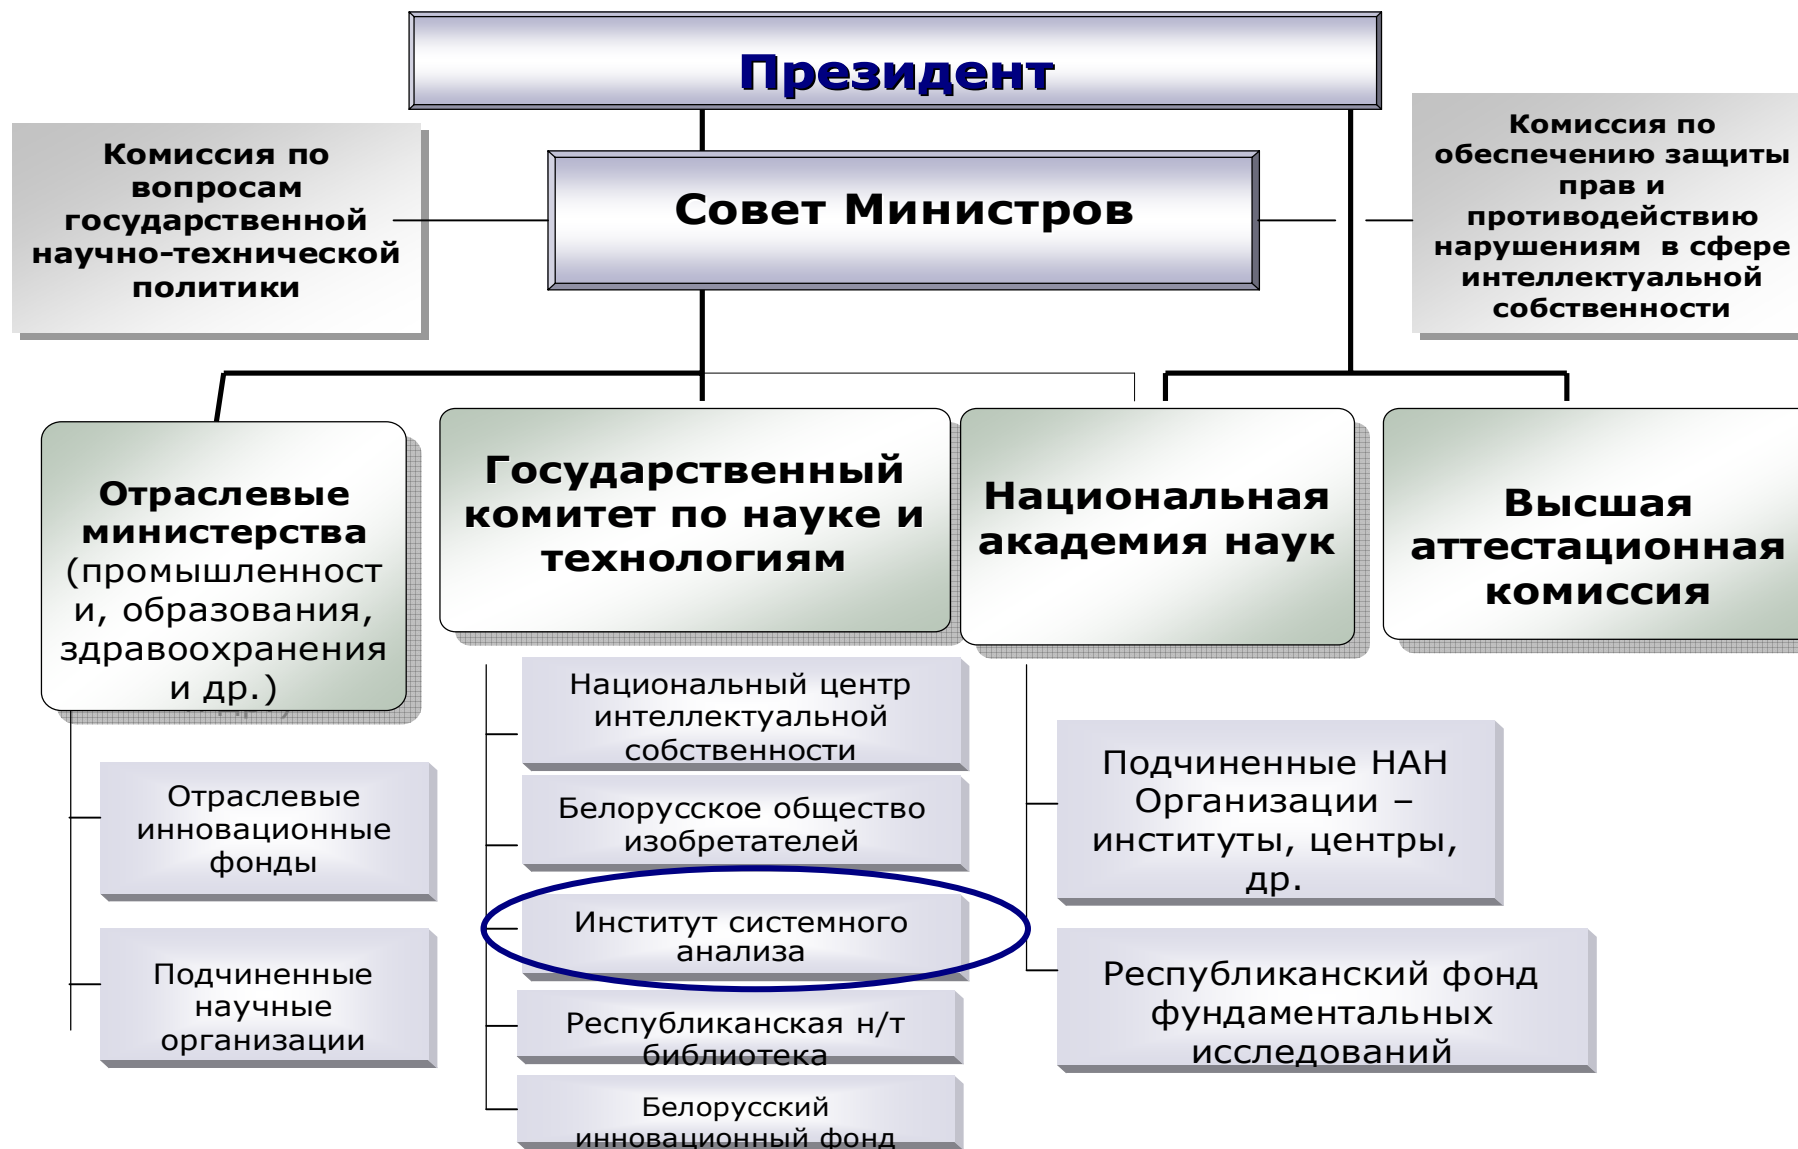 Президент
Комиссия по
вопросам
государственной
научно-технической
политики
Совет Министров
Комиссия по
обеспечению защиты
прав и
противодействию
нарушениям в сфере
интеллектуальной
собственности
Отраслевые
министерства
(промышленност
и, образования,
здравоохранения
и др.)
Государственный
комитет по науке и
технологиям
Национальная
академия наук
Высшая
аттестационная
комиссия
Отраслевые
инновационные
фонды
Подчиненные
научные
организации
Национальный центр
интеллектуальной
собственности
Белорусское общество
изобретателей
Институт системного
анализа
Республиканская н/т
библиотека
Белорусский
инновационный фонд
Подчиненные НАН
Организации –
институты, центры,
др.
Республиканский фонд
фундаментальных
исследований